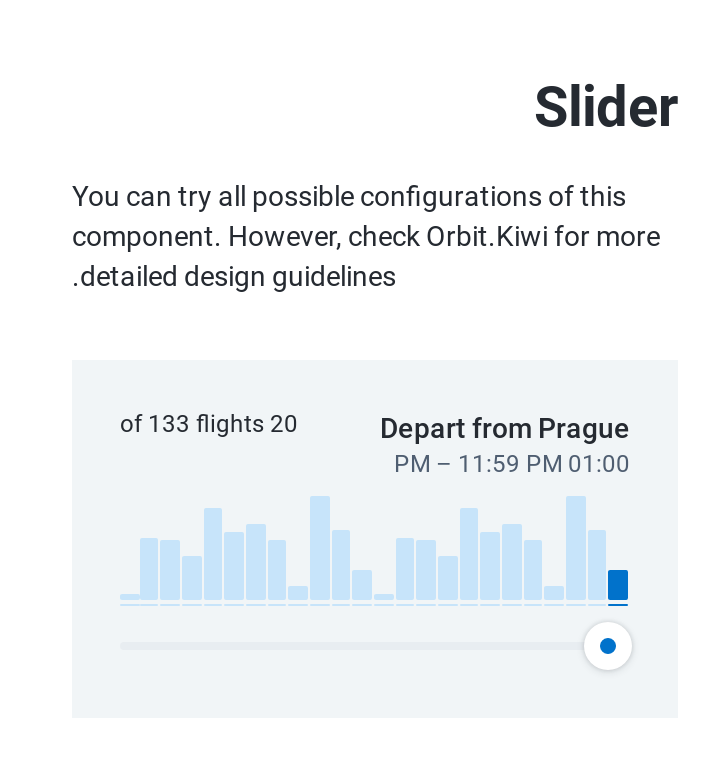 Slider
You can try all possible configurations of this
component. However, check Orbit.Kiwi for more
.detailed design guidelines
Depart from Prague
of 133 flights 20
PM – 11:59 PM 01:00